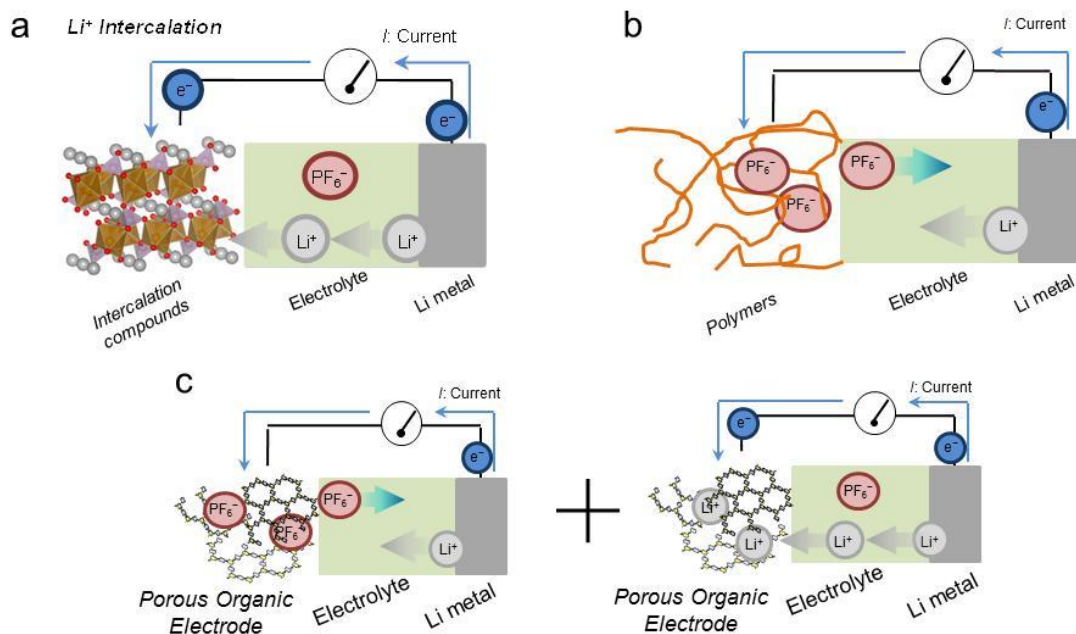 a
Li⁺ Intercalation
I: Current
e⁻
e⁻
PF₆⁻
Li⁺
Li⁺
Intercalation
compounds
Electrolyte
Li metal
b
I: Current
e⁻
PF₆⁻
PF₆⁻
PF₆⁻
Li⁺
Polymers
Electrolyte
Li metal
c
I: Current
e⁻
PF₆⁻
PF₆⁻
PF₆⁻
Li⁺
Porous Organic
Electrode
Electrolyte
Li metal
+
I: Current
e⁻
e⁻
PF₆⁻
Li⁺
Li⁺
Li⁺
Li⁺
Porous Organic
Electrode
Electrolyte
Li metal